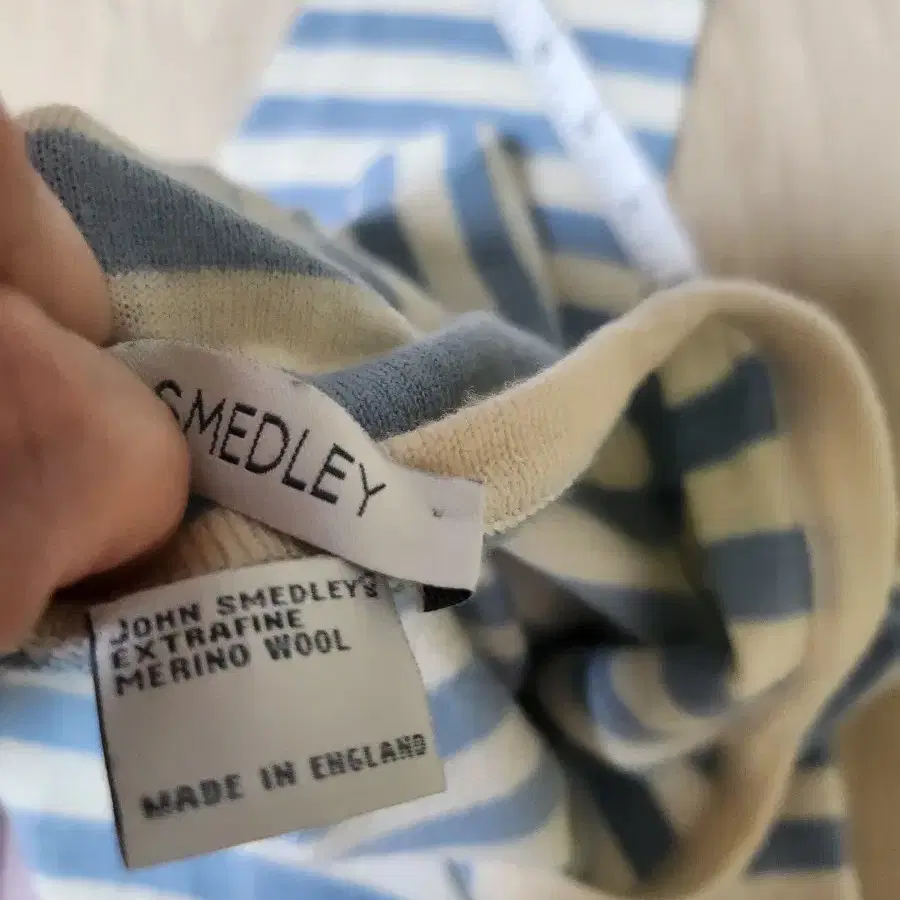 SMEDLEY
JOHN SMEDLEY'S
EXTRAFINE
MERINO WOOL
MADE IN ENGLAND